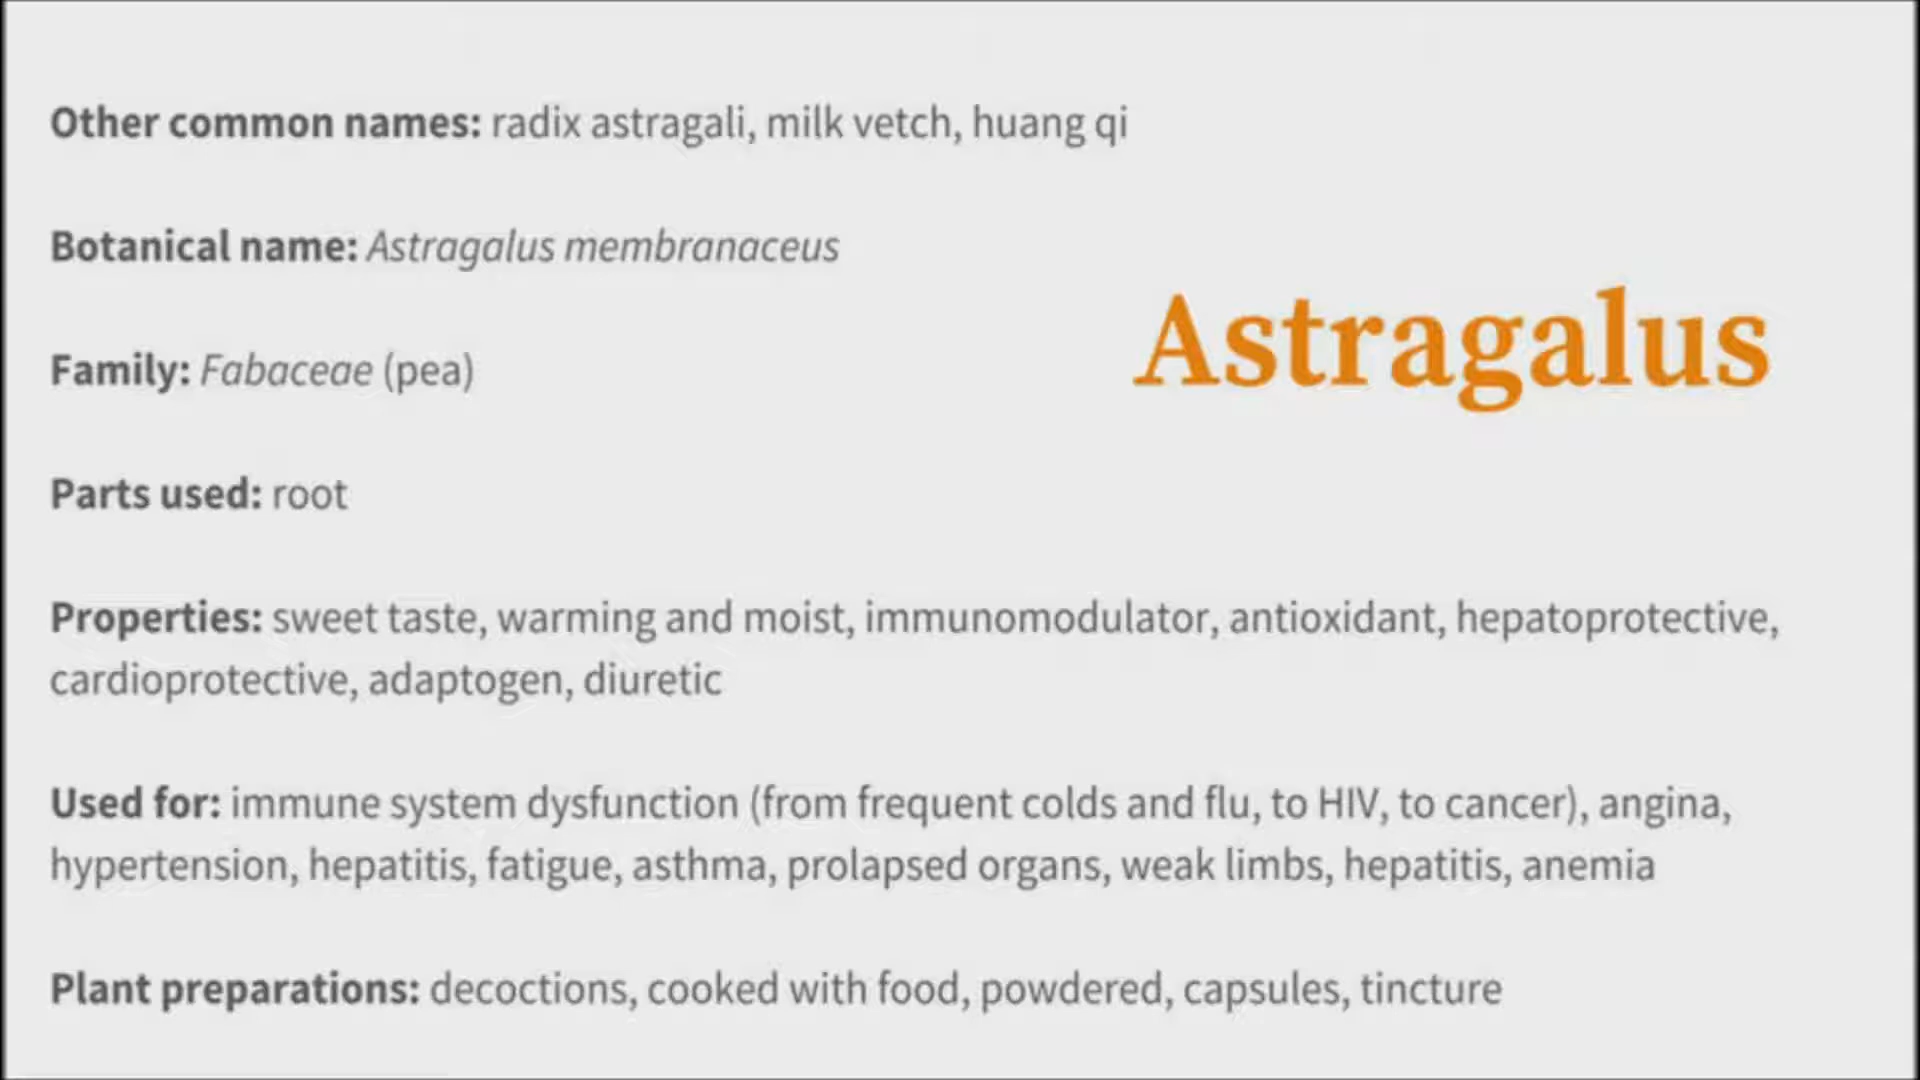 Other common names: radix astragali, milk vetch, huang qi
Botanical name: Astragalus membranaceus
Astragalus
Family: Fabaceae (pea)
Parts used: root
Properties: sweet taste, warming and moist, immunomodulator, antioxidant, hepatoprotective,
cardioprotective, adaptogen, diuretic
Used for: immune system dysfunction (from frequent colds and flu, to HIV, to cancer), angina,
hypertension, hepatitis, fatigue, asthma, prolapsed organs, weak limbs, hepatitis, anemia
Plant preparations: decoctions, cooked with food, powdered, capsules, tincture